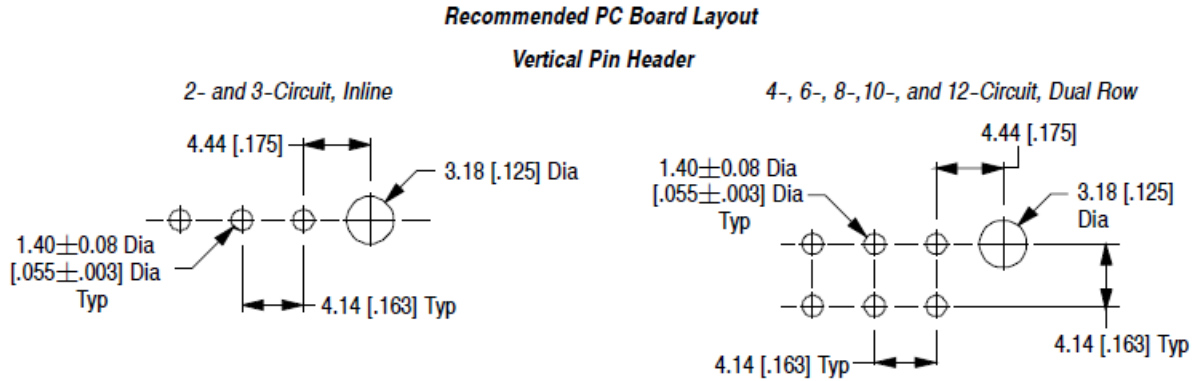 Recommended PC Board Layout
Vertical Pin Header
2- and 3-Circuit, Inline
4.44 [.175]
3.18 [.125] Dia
1.40±0.08 Dia
[.055±.003] Dia
Typ
4.14 [.163] Typ
4-, 6-, 8-,10-, and 12-Circuit, Dual Row
4.44 [.175]
1.40±0.08 Dia
[.055±.003] Dia
Typ
3.18 [.125]
Dia
4.14 [.163] Typ
4.14 [.163] Typ